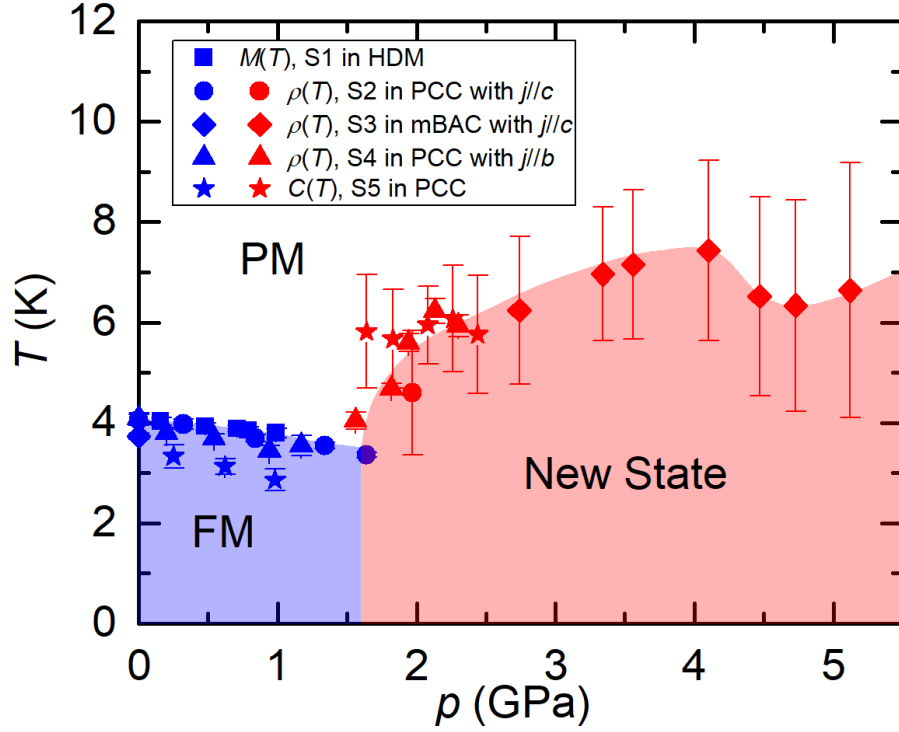 12
10
8
6
4
2
0
T (K)
M(T), S1 in HDM
ρ(T), S2 in PCC with j//c
ρ(T), S3 in mBAC with j//c
ρ(T), S4 in PCC with j//b
C(T), S5 in PCC
PM
FM
New State
0 1 2 3 4 5
p (GPa)